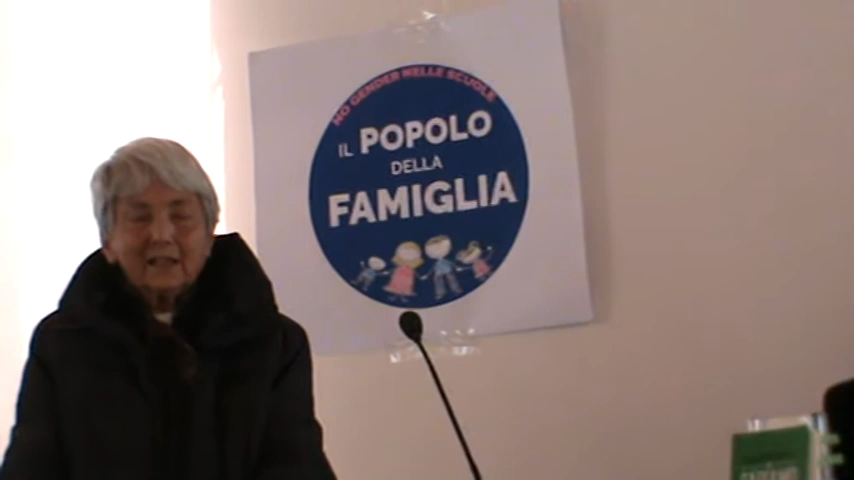 NO GENDER NELLE SCUOLE
IL POPOLO
DELLA
FAMIGLIA